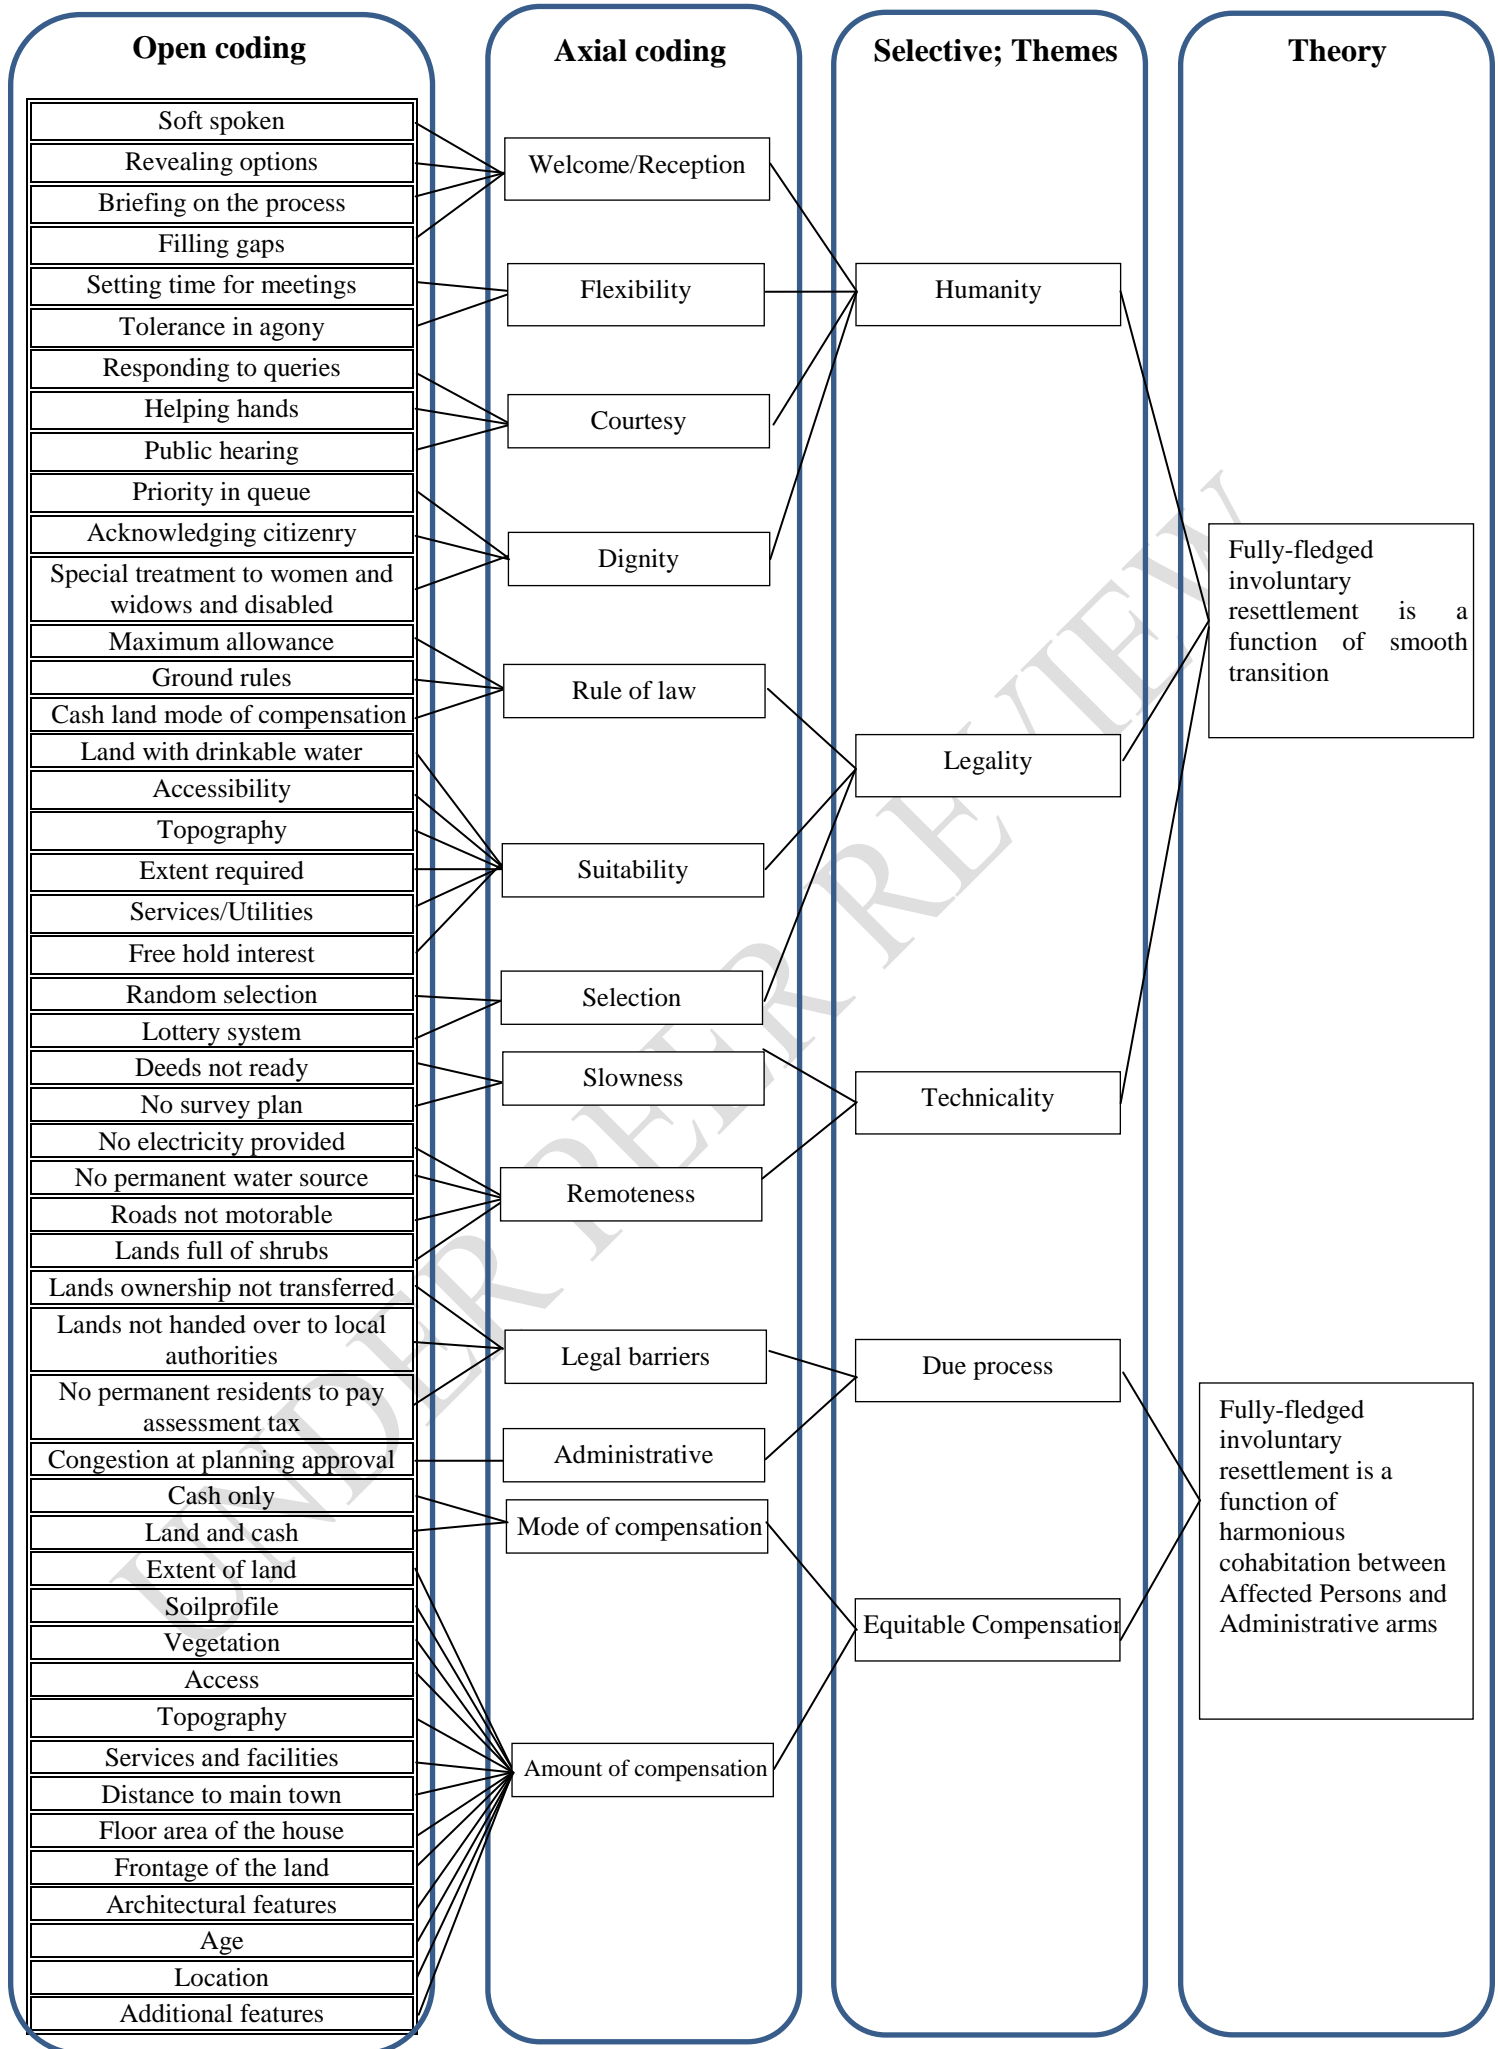 Open coding
Soft spoken
Revealing options
Briefing on the process
Filling gaps
Setting time for meetings
Tolerance in agony
Responding to queries
Helping hands
Public hearing
Priority in queue
Acknowledging citizenry
Special treatment to women and
widows and disabled
Maximum allowance
Ground rules
Cash land mode of compensation
Land with drinkable water
Accessibility
Topography
Extent required
Services/Utilities
Free hold interest
Random selection
Lottery system
Deeds not ready
No survey plan
No electricity provided
No permanent water source
Roads not motorable
Lands full of shrubs
Lands ownership not transferred
Lands not handed over to local
authorities
No permanent residents to pay
assessment tax
Congestion at planning approval
Cash only
Land and cash
Extent of land
Soilprofile
Vegetation
Access
Topography
Services and facilities
Distance to main town
Floor area of the house
Frontage of the land
Architectural features
Age
Location
Additional features
Axial coding
Welcome/Reception
Flexibility
Courtesy
Dignity
Rule of law
Suitability
Selection
Slowness
Remoteness
Legal barriers
Administrative
Mode of compensation
Amount of compensation
Selective; Themes
Humanity
Legality
Technicality
Due process
Equitable Compensation
Theory
Fully-fledged
involuntary
resettlement is a
function of smooth
transition
Fully-fledged
involuntary
resettlement is a
function of
harmonious
cohabitation between
Affected Persons and
Administrative arms
UNDER PEER REVIEW